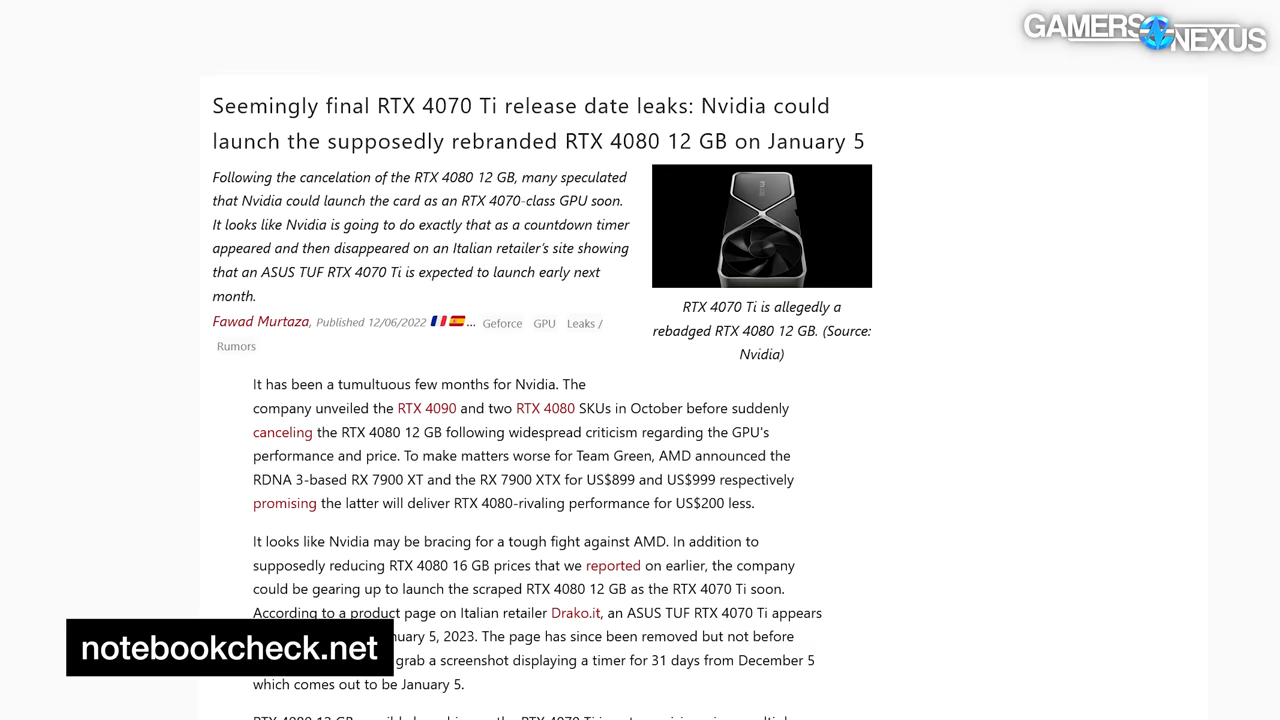 GAMERS NEXUS
Seemingly final RTX 4070 Ti release date leaks: Nvidia could
launch the supposedly rebranded RTX 4080 12 GB on January 5
Following the cancelation of the RTX 4080 12 GB, many speculated
that Nvidia could launch the card as an RTX 4070-class GPU soon.
It looks like Nvidia is going to do exactly that as a countdown timer
appeared and then disappeared on an Italian retailer's site showing
that an ASUS TUF RTX 4070 Ti is expected to launch early next
month.
Fawad Murtaza, Published 12/06/2022 ... Geforce GPU Leaks /
Rumors
RTX 4070 Ti is allegedly a
rebadged RTX 4080 12 GB. (Source:
Nvidia)
It has been a tumultuous few months for Nvidia. The
company unveiled the RTX 4090 and two RTX 4080 SKUs in October before suddenly
canceling the RTX 4080 12 GB following widespread criticism regarding the GPU's
performance and price. To make matters worse for Team Green, AMD announced the
RDNA 3-based RX 7900 XT and the RX 7900 XTX for US$899 and US$999 respectively
promising the latter will deliver RTX 4080-rivaling performance for US$200 less.
It looks like Nvidia may be bracing for a tough fight against AMD. In addition to
supposedly reducing RTX 4080 16 GB prices that we reported on earlier, the company
could be gearing up to launch the scraped RTX 4080 12 GB as the RTX 4070 Ti soon.
According to a product page on Italian retailer Drako.it, an ASUS TUF RTX 4070 Ti appears
nuary 5, 2023. The page has since been removed but not before
grab a screenshot displaying a timer for 31 days from December 5
which comes out to be January 5.
notebookcheck.net